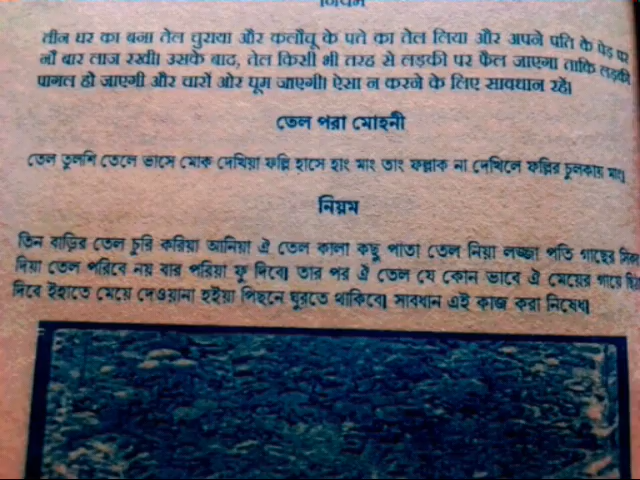 नियम
तीन घर का बना तेल चुराया और कलौचू के पते का तेल लिया और अपने पति के पेड़ पर
नौ बार लाज रखी। उसके बाद, तेल किसी भी तरह से लड़की पर फैल जाएगा ताकि लड़की
पागल हो जाएगी और चारों ओर घूम जाएगी। ऐसा न करने के लिए सावधान रहें।
তেল পরা মোহনী
তেল তুলশি তেলে ভাসে মোক দেখিয়া ফল্লি হাসে হাং মাং তাং ফল্লাক না দেখিলে ফল্লির চুলকায় মাং
নিয়ম
তিন বাড়ির তেল চুরি করিয়া আনিয়া ঐ তেল কালা কচু পাতা তেল নিয়া লজ্জা পতি গাছের
দিয়া তেল পরিবে নয় বার পরিয়া ফু দিবে। তার পর ঐ তেল যে কোন ভাবে ঐ মেয়ের গায়ে
দিবে ইহাতে মেয়ে দেওয়ানা হইয়া পিছনে ঘুরতে থাকিবে। সাবধান এই কাজ করা নিষেধ।